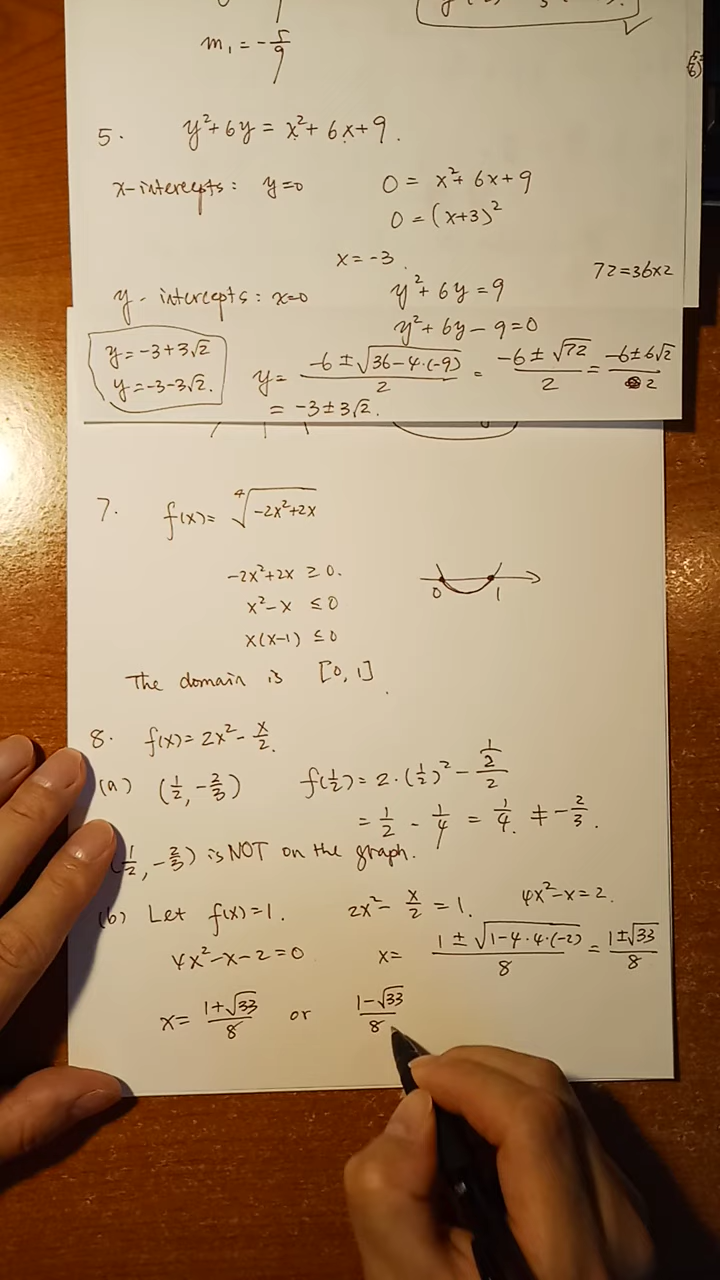 m₁ = -5/9
5. y²+6y = x²+6x+9.
x-intercepts: y=0 0 = x²+6x+9
0 = (x+3)²
x = -3.
72=36x2
y-intercepts: x=0 y²+6y = 9
y²+6y-9=0
y=-3+3√2
y=-3-3√2.
y= (-6±√(36-4·(-9)))/2 = (-6±√72)/2 = (-6±6√2)/2
= -3±3√2.
7. f(x)= ⁴√(-2x²+2x)
-2x²+2x ≥0.
x²-x ≤0
x(x-1) ≤0
0 1
The domain is [0,1].
8. f(x)= 2x² - x/2.
(a) (1/2, -2/3) f(1/2)= 2·(1/2)² - (1/2)/2
= 1/2 - 1/4 = 1/4. ≠ -2/3.
(1/2, -2/3) is NOT on the graph.
(b) Let f(x)=1. 2x² - x/2 = 1. 4x²-x=2.
4x²-x-2=0 x= (1±√(1-4·4·(-2)))/8 = (1±√33)/8
x= (1+√33)/8 or (1-√33)/8